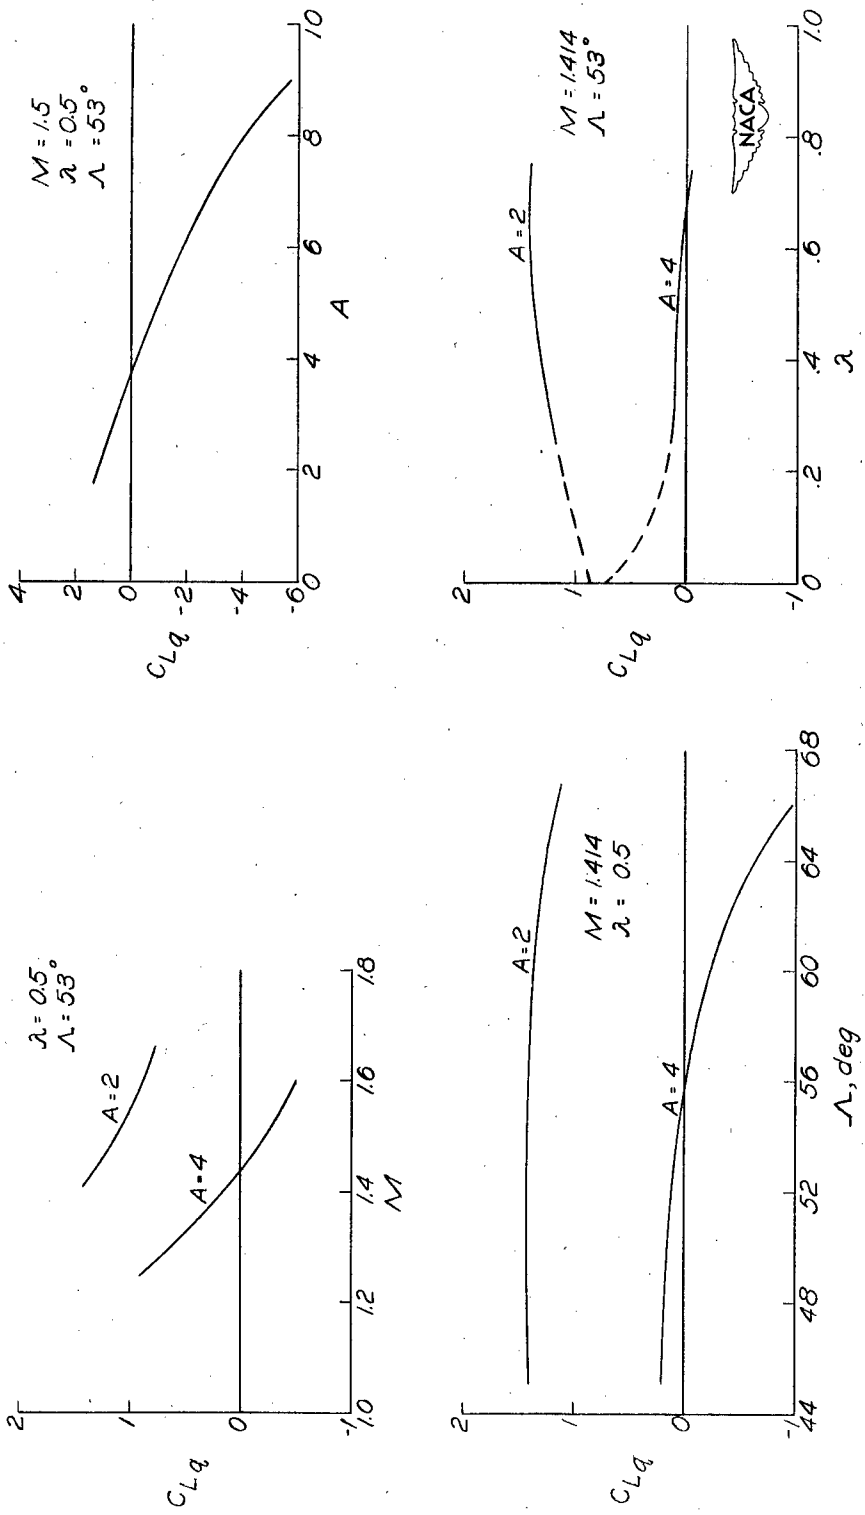 2
1
0
-1
C_Lq
1.0
1.2
1.4
1.6
1.8
M
A=2
A=4
λ = 0.5
Λ = 53°
4
2
0
-2
-4
-6
C_Lq
0
2
4
6
8
10
A
M = 1.5
λ = 0.5
Λ = 53°
2
1
0
-1
C_Lq
44
48
52
56
60
64
68
Λ, deg
A=2
A=4
M = 1.414
λ = 0.5
2
1
0
-1
C_Lq
0
.2
.4
.6
.8
1.0
λ
A=2
A=4
M = 1.414
Λ = 53°
NACA